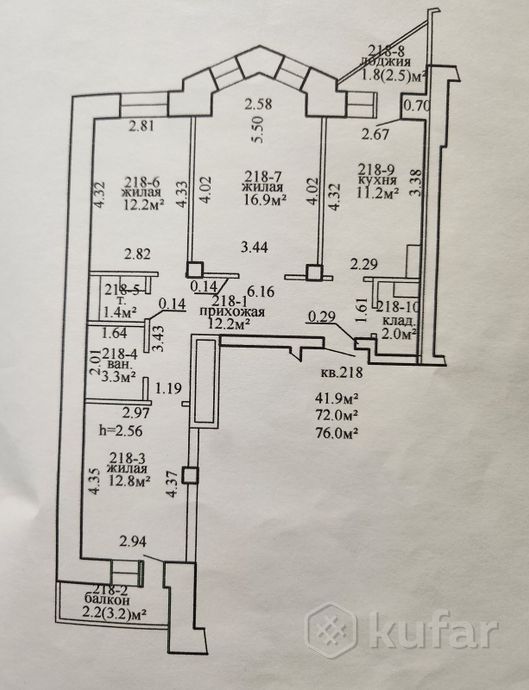 218-8
лоджия
1.8(2.5)м²
0.70
2.81
2.58
5.50
2.67
218-6
жилая
12.2м²
4.32
4.33
4.02
218-7
жилая
16.9м²
4.02
4.32
218-9
кухня
11.2м²
3.38
2.82
3.44
2.29
218-5
т.
1.4м²
0.14
0.14
6.16
218-1
прихожая
12.2м²
1.61
218-10
клад.
2.0м²
1.64
3.43
0.29
2.01
218-4
ван.
3.3м²
1.19
кв.218
2.97
41.9м²
72.0м²
76.0м²
h=2.56
218-3
жилая
12.8м²
4.35
4.37
2.94
218-2
балкон
2.2(3.2)м²
kufar